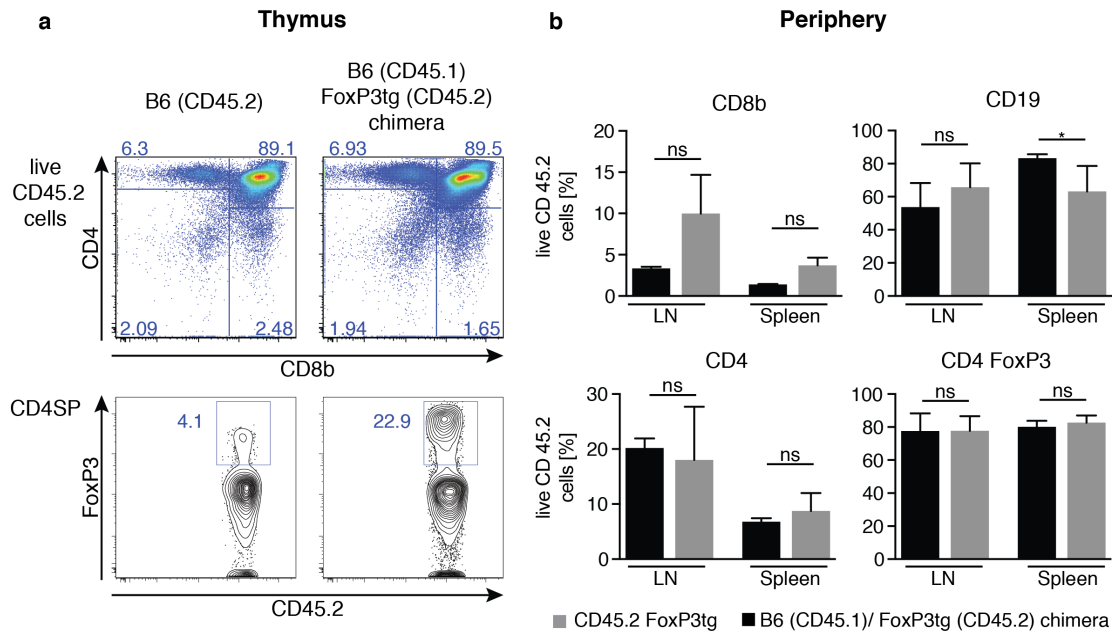 a
Thymus
B6 (CD45.2)
B6 (CD45.1)
FoxP3tg (CD45.2)
chimera
live
CD45.2
cells
CD4
6.3
89.1
2.09
2.48
6.93
89.5
1.94
1.65
CD8b
CD4SP
FoxP3
4.1
22.9
CD45.2
b
Periphery
CD8b
live CD 45.2
cells [%]
20
15
10
5
0
ns
ns
LN
Spleen
CD19
100
80
60
40
20
0
ns
*
LN
Spleen
CD4
live CD 45.2
cells [%]
30
20
10
0
ns
ns
LN
Spleen
CD4 FoxP3
100
80
60
40
20
0
ns
ns
LN
Spleen
CD45.2 FoxP3tg
B6 (CD45.1)/ FoxP3tg (CD45.2) chimera